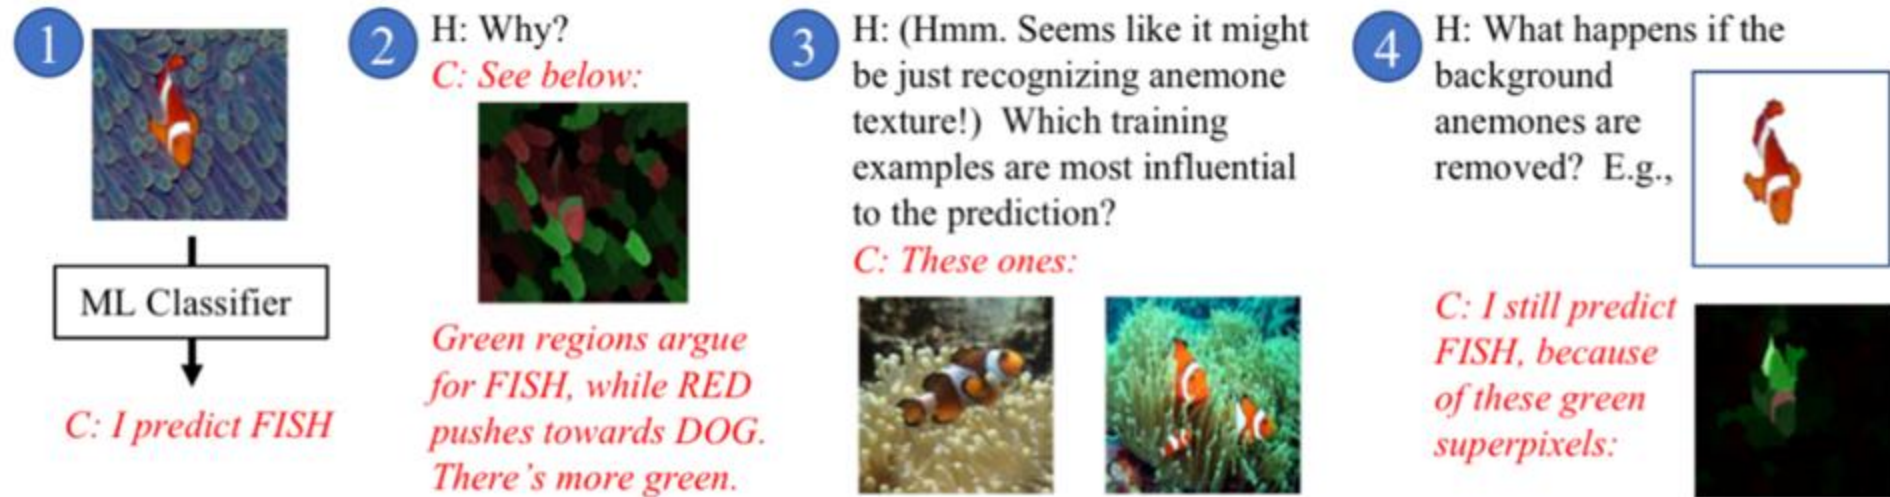 1
ML Classifier
C: I predict FISH
2
H: Why?
C: See below:
Green regions argue
for FISH, while RED
pushes towards DOG.
There's more green.
3
H: (Hmm. Seems like it might
be just recognizing anemone
texture!) Which training
examples are most influential
to the prediction?
C: These ones:
4
H: What happens if the
background
anemones are
removed? E.g.,
C: I still predict
FISH, because
of these green
superpixels: